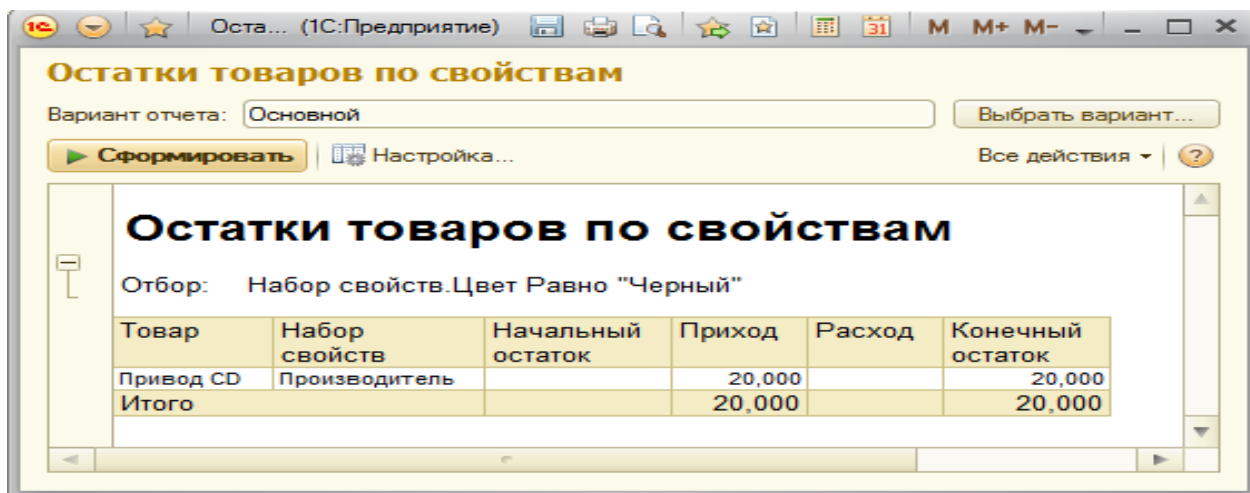 1С Оста... (1С:Предприятие) 31 M M+ M-
Остатки товаров по свойствам
Вариант отчета: Основной Выбрать вариант...
Сформировать Настройка... Все действия ?
Остатки товаров по свойствам
Отбор: Набор свойств.Цвет Равно "Черный"
Товар Набор свойств Начальный остаток Приход Расход Конечный остаток
Привод CD Производитель 20,000 20,000
Итого 20,000 20,000